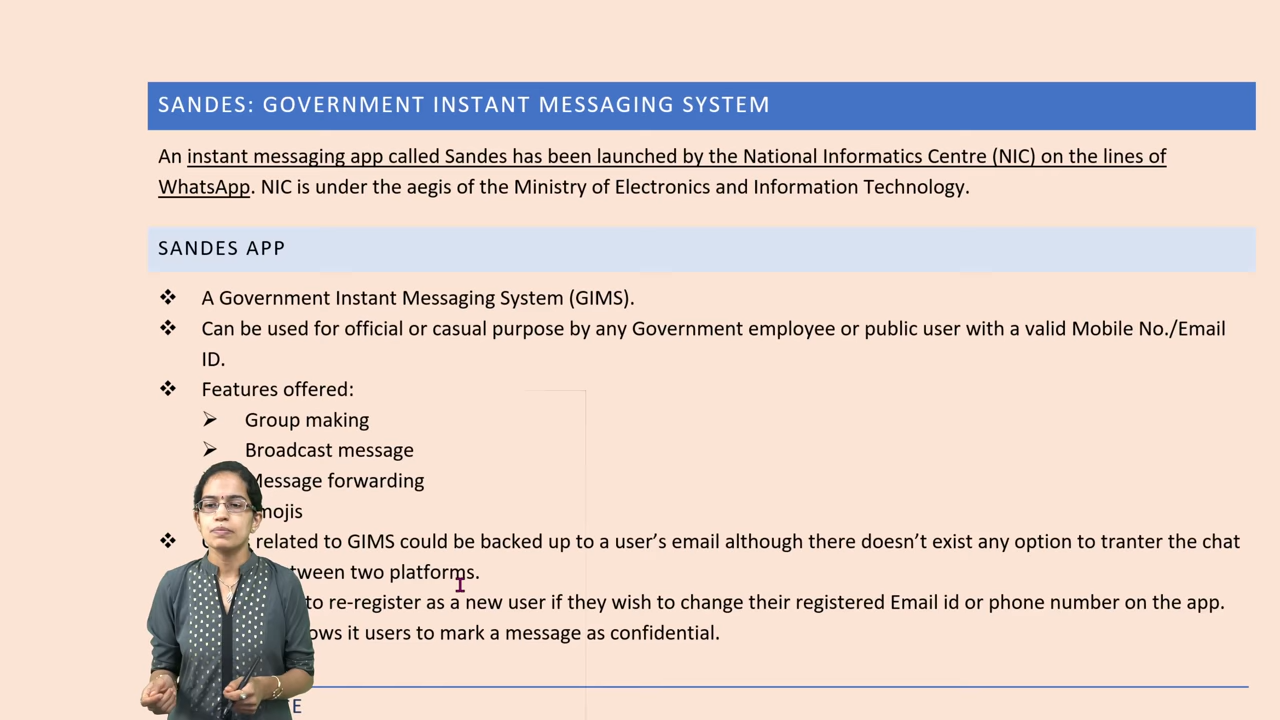 SANDES: GOVERNMENT INSTANT MESSAGING SYSTEM
An instant messaging app called Sandes has been launched by the National Informatics Centre (NIC) on the lines of
WhatsApp. NIC is under the aegis of the Ministry of Electronics and Information Technology.
SANDES APP
❖ A Government Instant Messaging System (GIMS).
❖ Can be used for official or casual purpose by any Government employee or public user with a valid Mobile No./Email
ID.
❖ Features offered:
➢ Group making
➢ Broadcast message
Message forwarding
mojis
❖ related to GIMS could be backed up to a user’s email although there doesn’t exist any option to tranter the chat
tween two platforms.
to re-register as a new user if they wish to change their registered Email id or phone number on the app.
ows it users to mark a message as confidential.